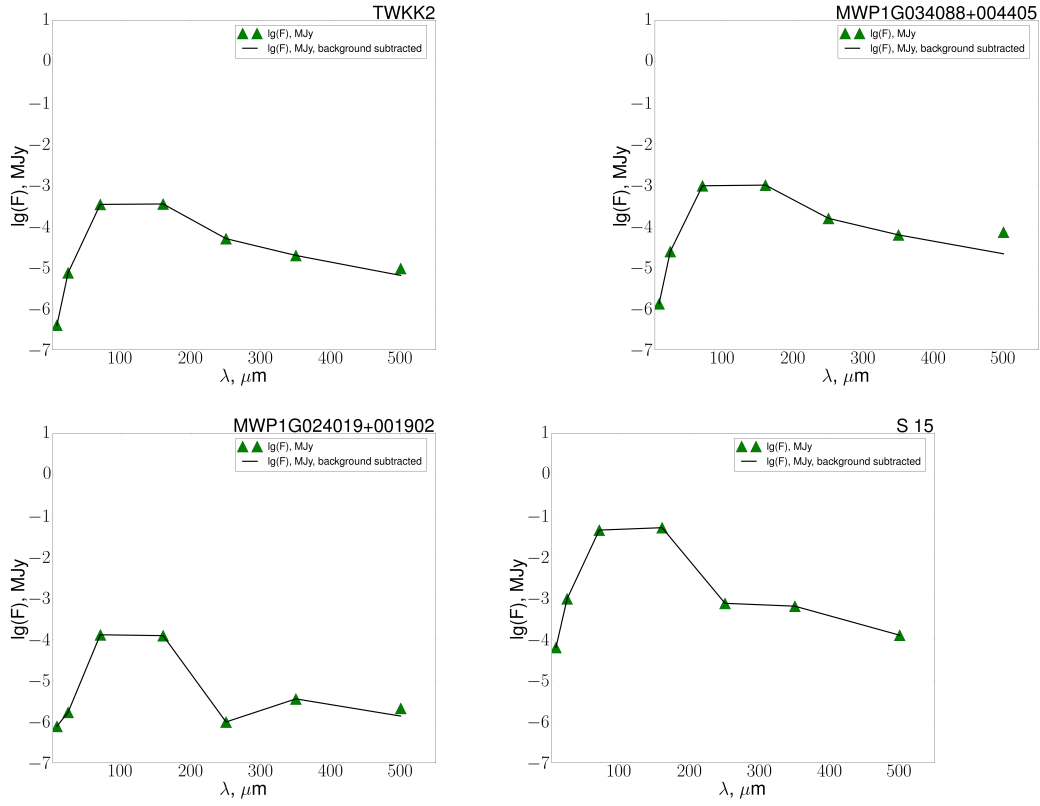 TWKK2
lg(F), MJy
lg(F), MJy, background subtracted
1
0
−1
−2
−3
−4
−5
−6
−7
lg(F), MJy
100 200 300 400 500
λ, μm
MWP1G034088+004405
lg(F), MJy
lg(F), MJy, background subtracted
1
0
−1
−2
−3
−4
−5
−6
−7
lg(F), MJy
100 200 300 400 500
λ, μm
MWP1G024019+001902
lg(F), MJy
lg(F), MJy, background subtracted
1
0
−1
−2
−3
−4
−5
−6
−7
lg(F), MJy
100 200 300 400 500
λ, μm
S 15
lg(F), MJy
lg(F), MJy, background subtracted
1
0
−1
−2
−3
−4
−5
−6
−7
lg(F), MJy
100 200 300 400 500
λ, μm